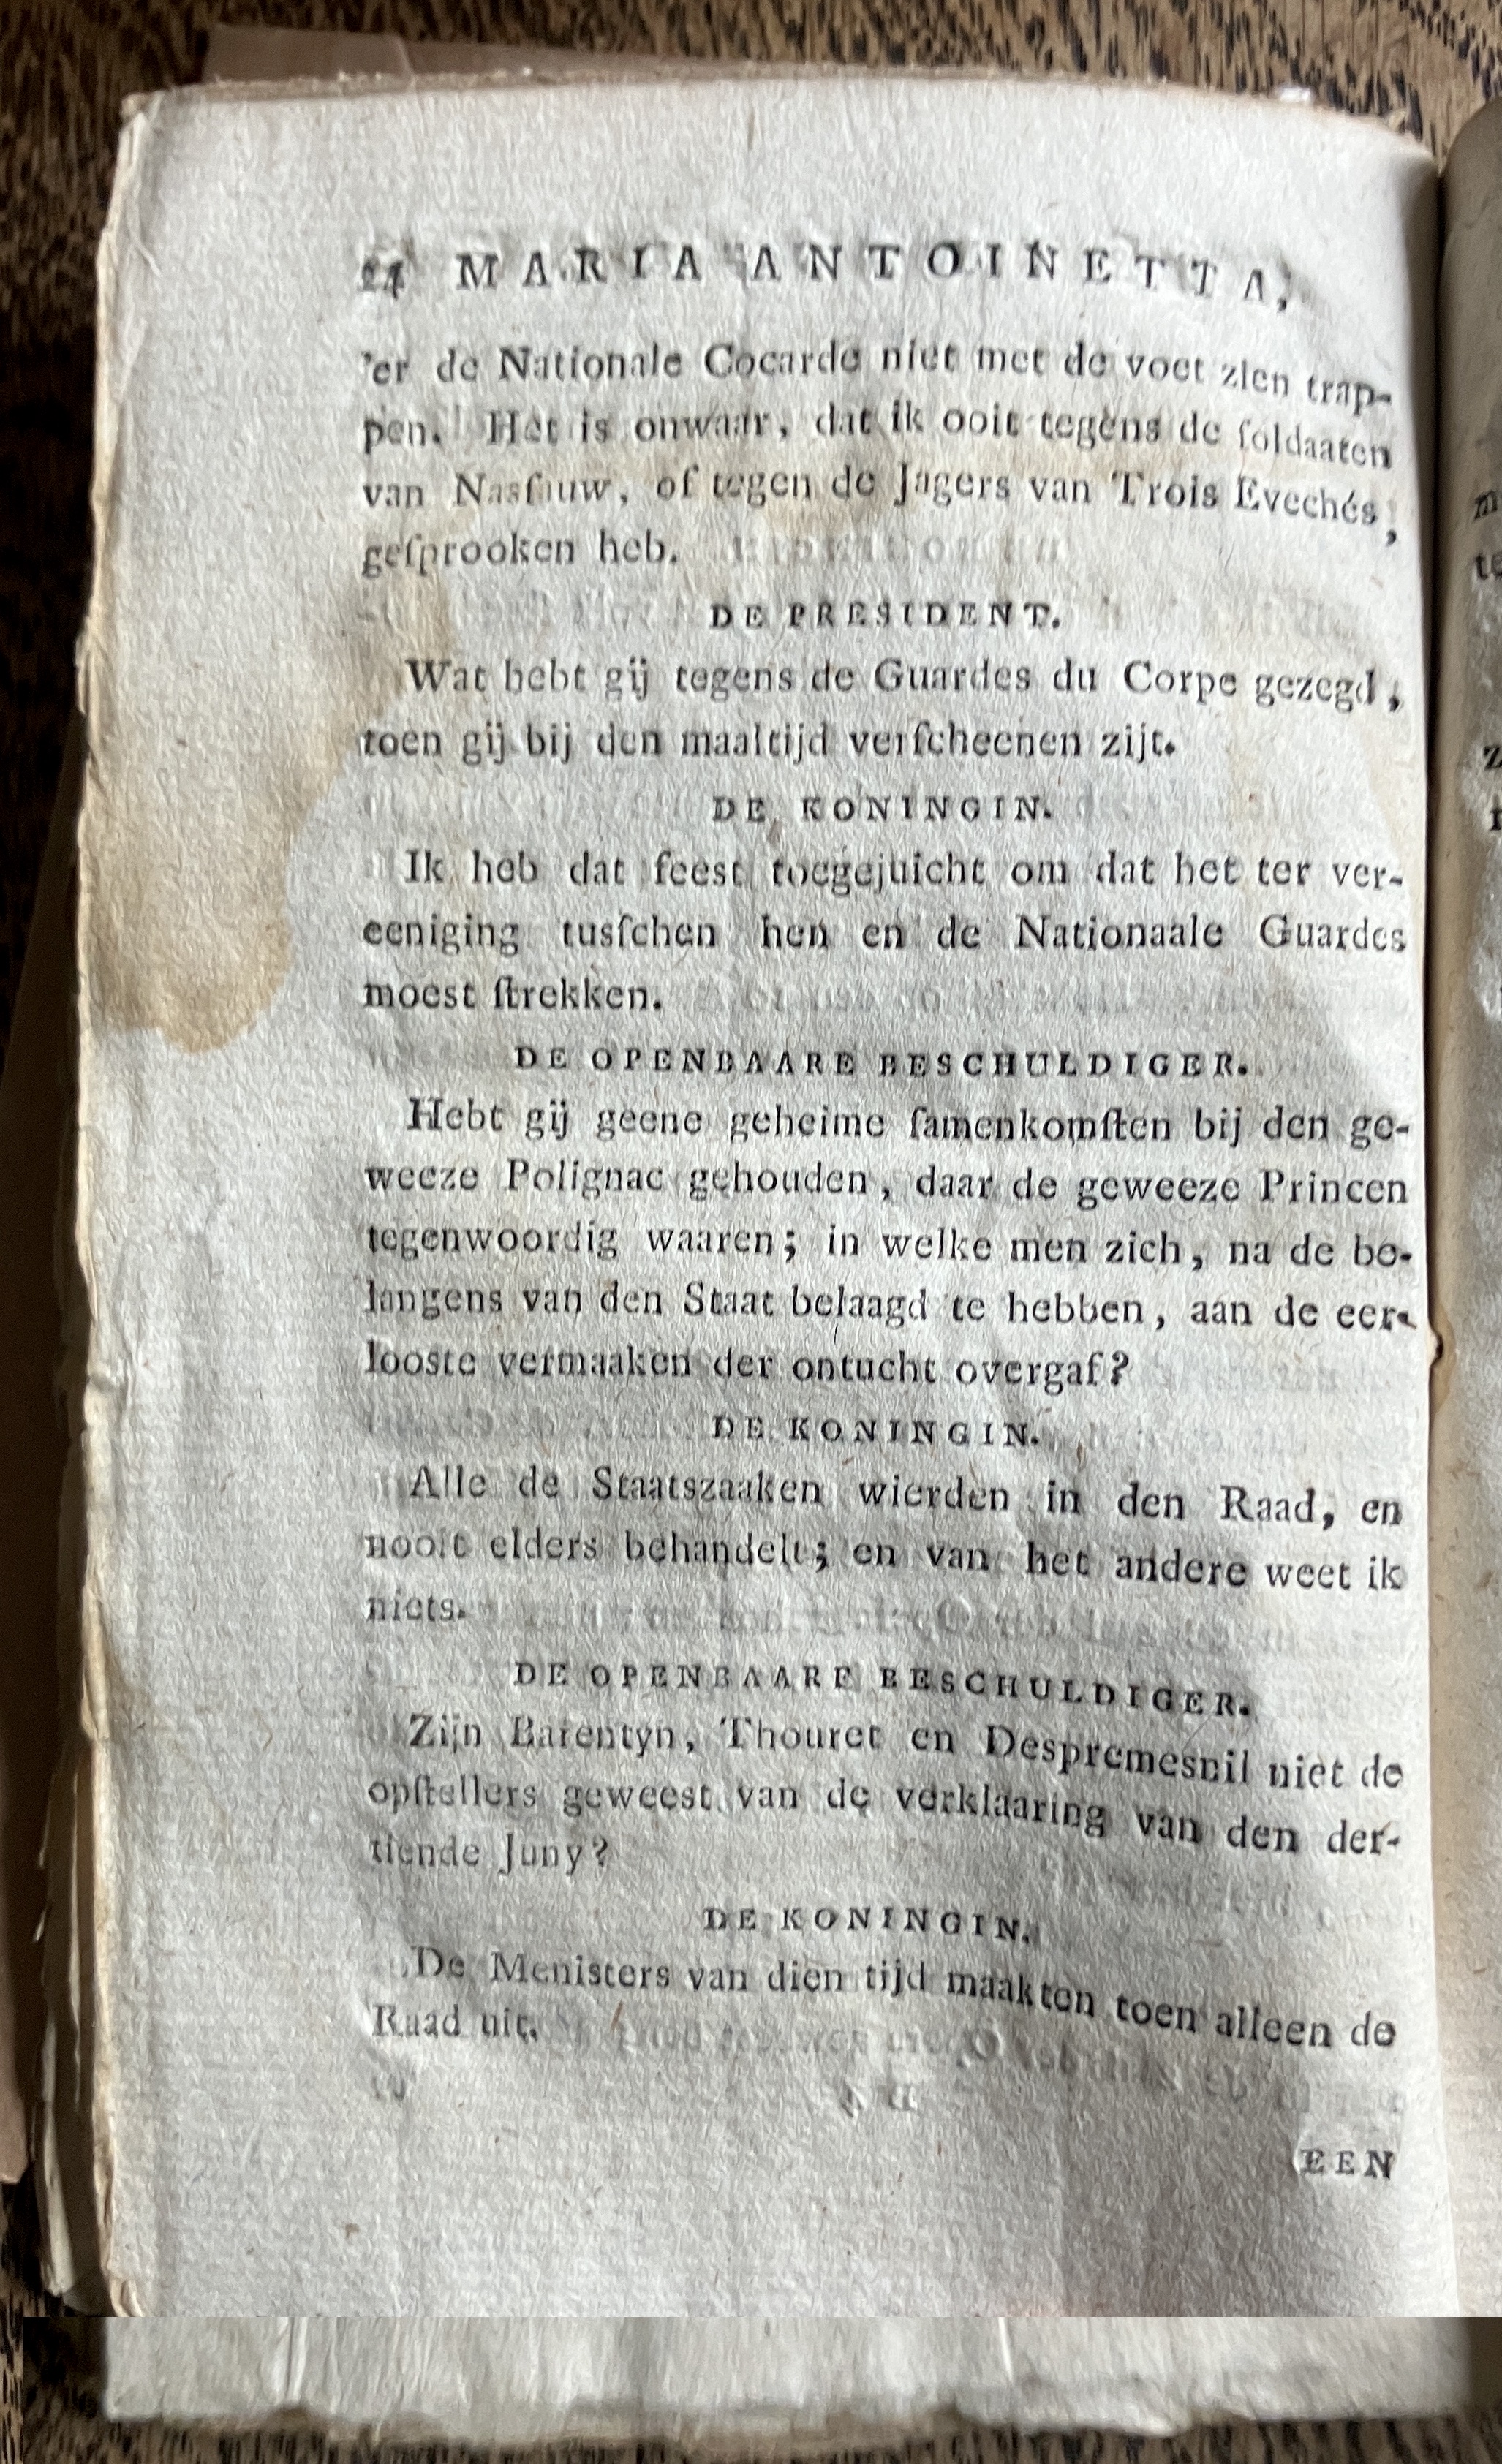 24 MARIA ANTOINETTA,
'er de Nationale Cocarde niet met de voet zien trap-
pen. Het is onwaar, dat ik ooit tegens de ſoldaaten
van Nasſauw, of tegen de Jagers van Trois Evechés,
geſprooken heb.
DE PRESIDENT.
Wat hebt gij tegens de Guardes du Corps gezegd,
toen gij bij den maaltijd verſcheenen zijt.
DE KONINGIN.
Ik heb dat feest toegejuicht om dat het ter ver-
eeniging tusſchen hen en de Nationaale Guardes
moest ſtrekken.
DE OPENBAARE BESCHULDIGER.
Hebt gij geene geheime ſamenkomſten bij den ge-
weeze Polignac gehouden, daar de geweeze Princen
tegenwoordig waaren; in welke men zich, na de be-
langens van den Staat belaagd te hebben, aan de eer-
looste vermaaken der ontucht overgaf?
DE KONINGIN.
Alle de Staatszaaken wierden in den Raad, en
nooit elders behandelt; en van het andere weet ik
niets.
DE OPENBAARE BESCHULDIGER.
Zijn Barentyn, Thouret en Despremesnil niet de
opſtellers geweest van de verklaaring van den der-
tiende Juny?
DE KONINGIN.
De Menisters van dien tijd maakten toen alleen de
Raad uit.
EEN